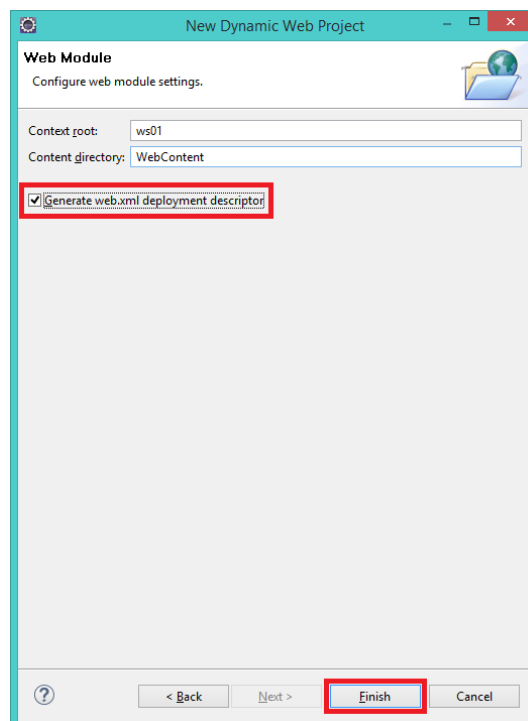 New Dynamic Web Project
Web Module
Configure web module settings.
Context root: ws01
Content directory: WebContent
Generate web.xml deployment descriptor
? < Back Next > Finish Cancel